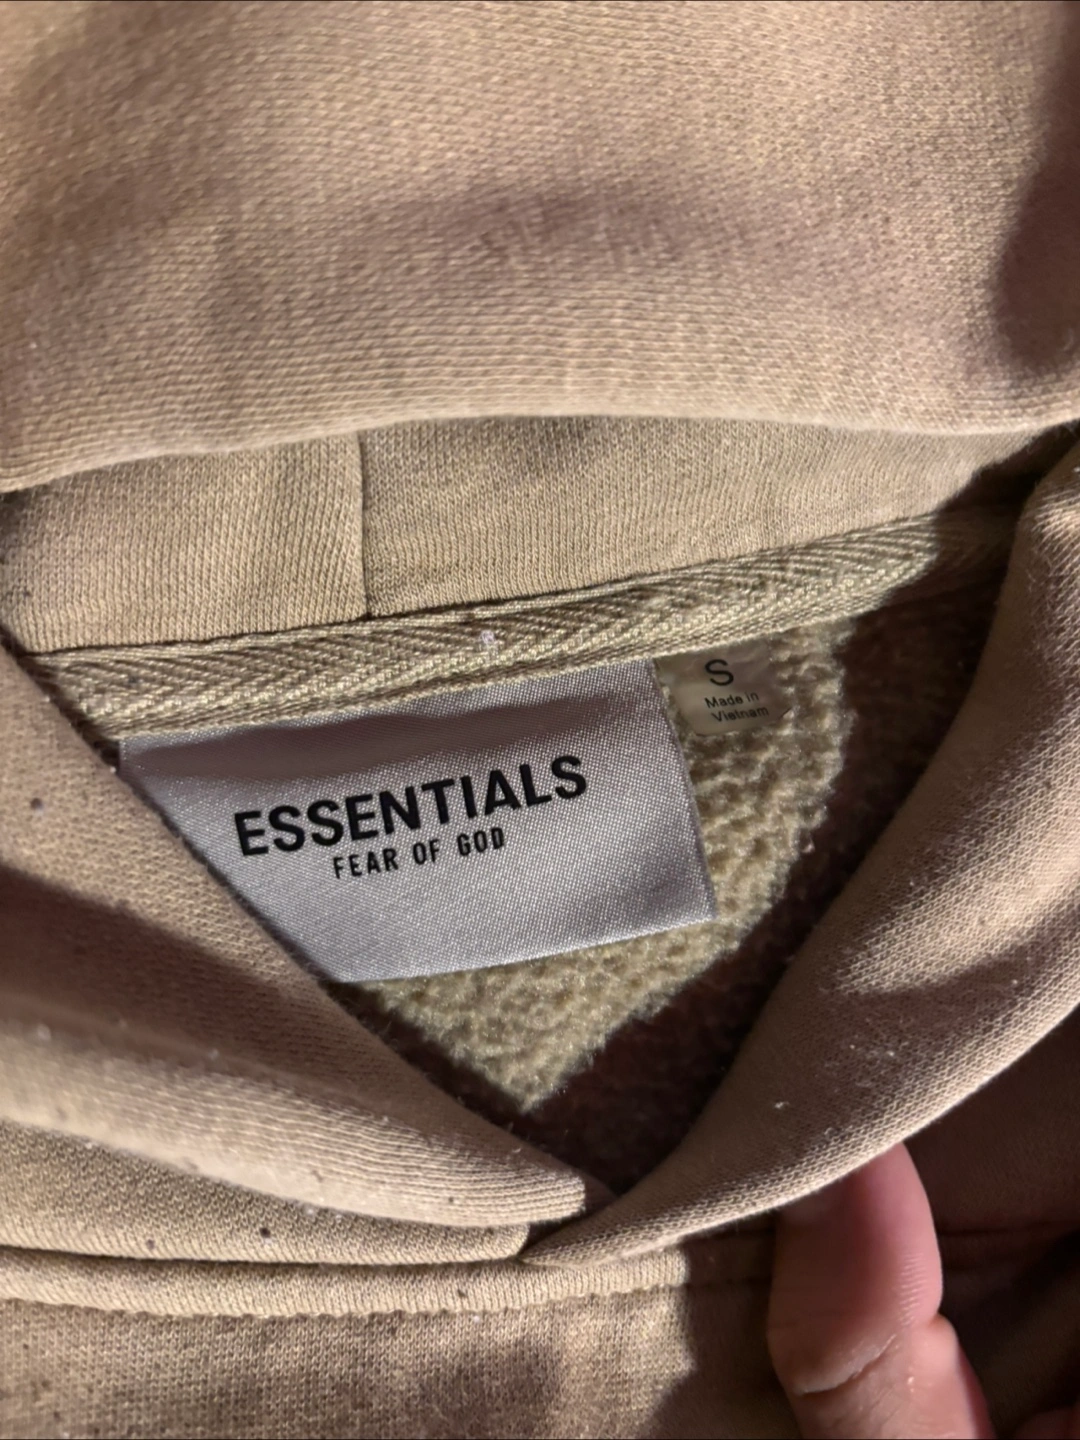 ESSENTIALS
FEAR OF GOD
S
Made in
Vietnam